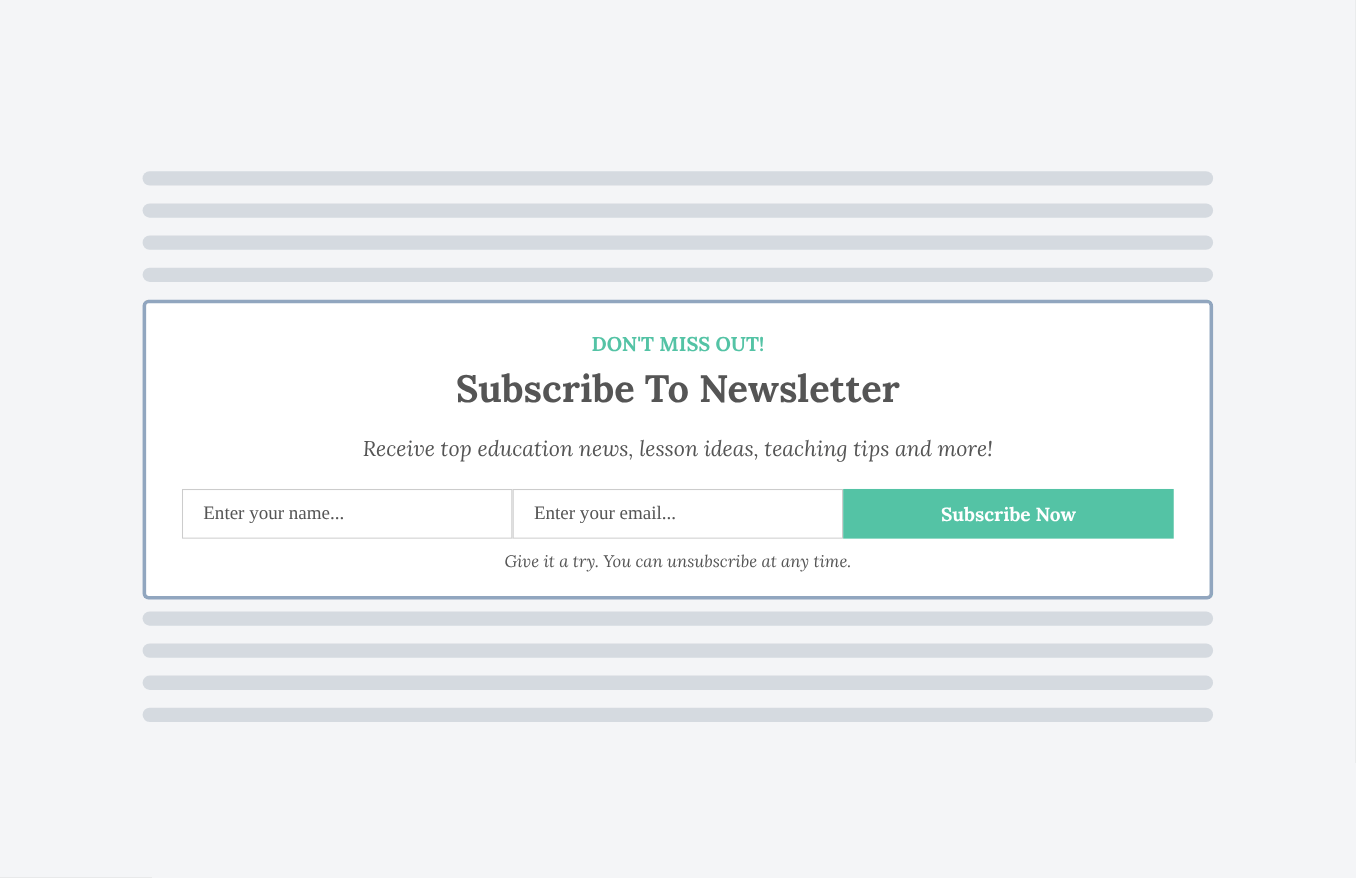 DON'T MISS OUT!
Subscribe To Newsletter
Receive top education news, lesson ideas, teaching tips and more!
Enter your name...
Enter your email...
Subscribe Now
Give it a try. You can unsubscribe at any time.